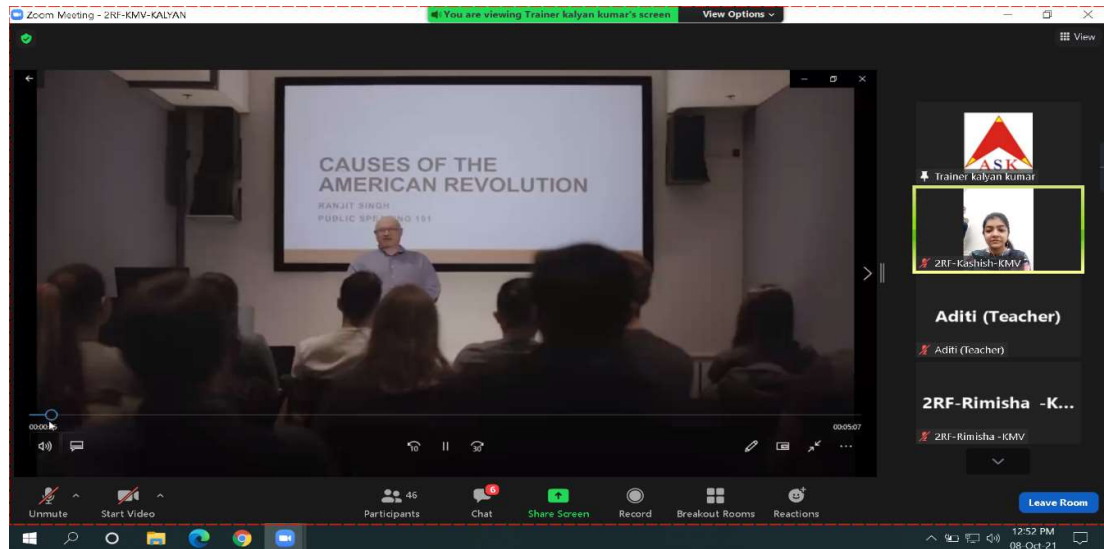 Zoom Meeting - 2RF-KMV-KALYAN
You are viewing Trainer kalyan kumar's screen
View Options
View
CAUSES OF THE
AMERICAN REVOLUTION
RANJIT SINGH
PUBLIC SPEAKING 101
00:05:07
10
30
ASK
Trainer kalyan kumar
2RF-Kashish-KMV
Aditi (Teacher)
Aditi (Teacher)
2RF-Rimisha -K...
2RF-Rimisha -KMV
Unmute
Start Video
46
Participants
6
Chat
Share Screen
Record
Breakout Rooms
Reactions
Leave Room
12:52 PM
08-Oct-21